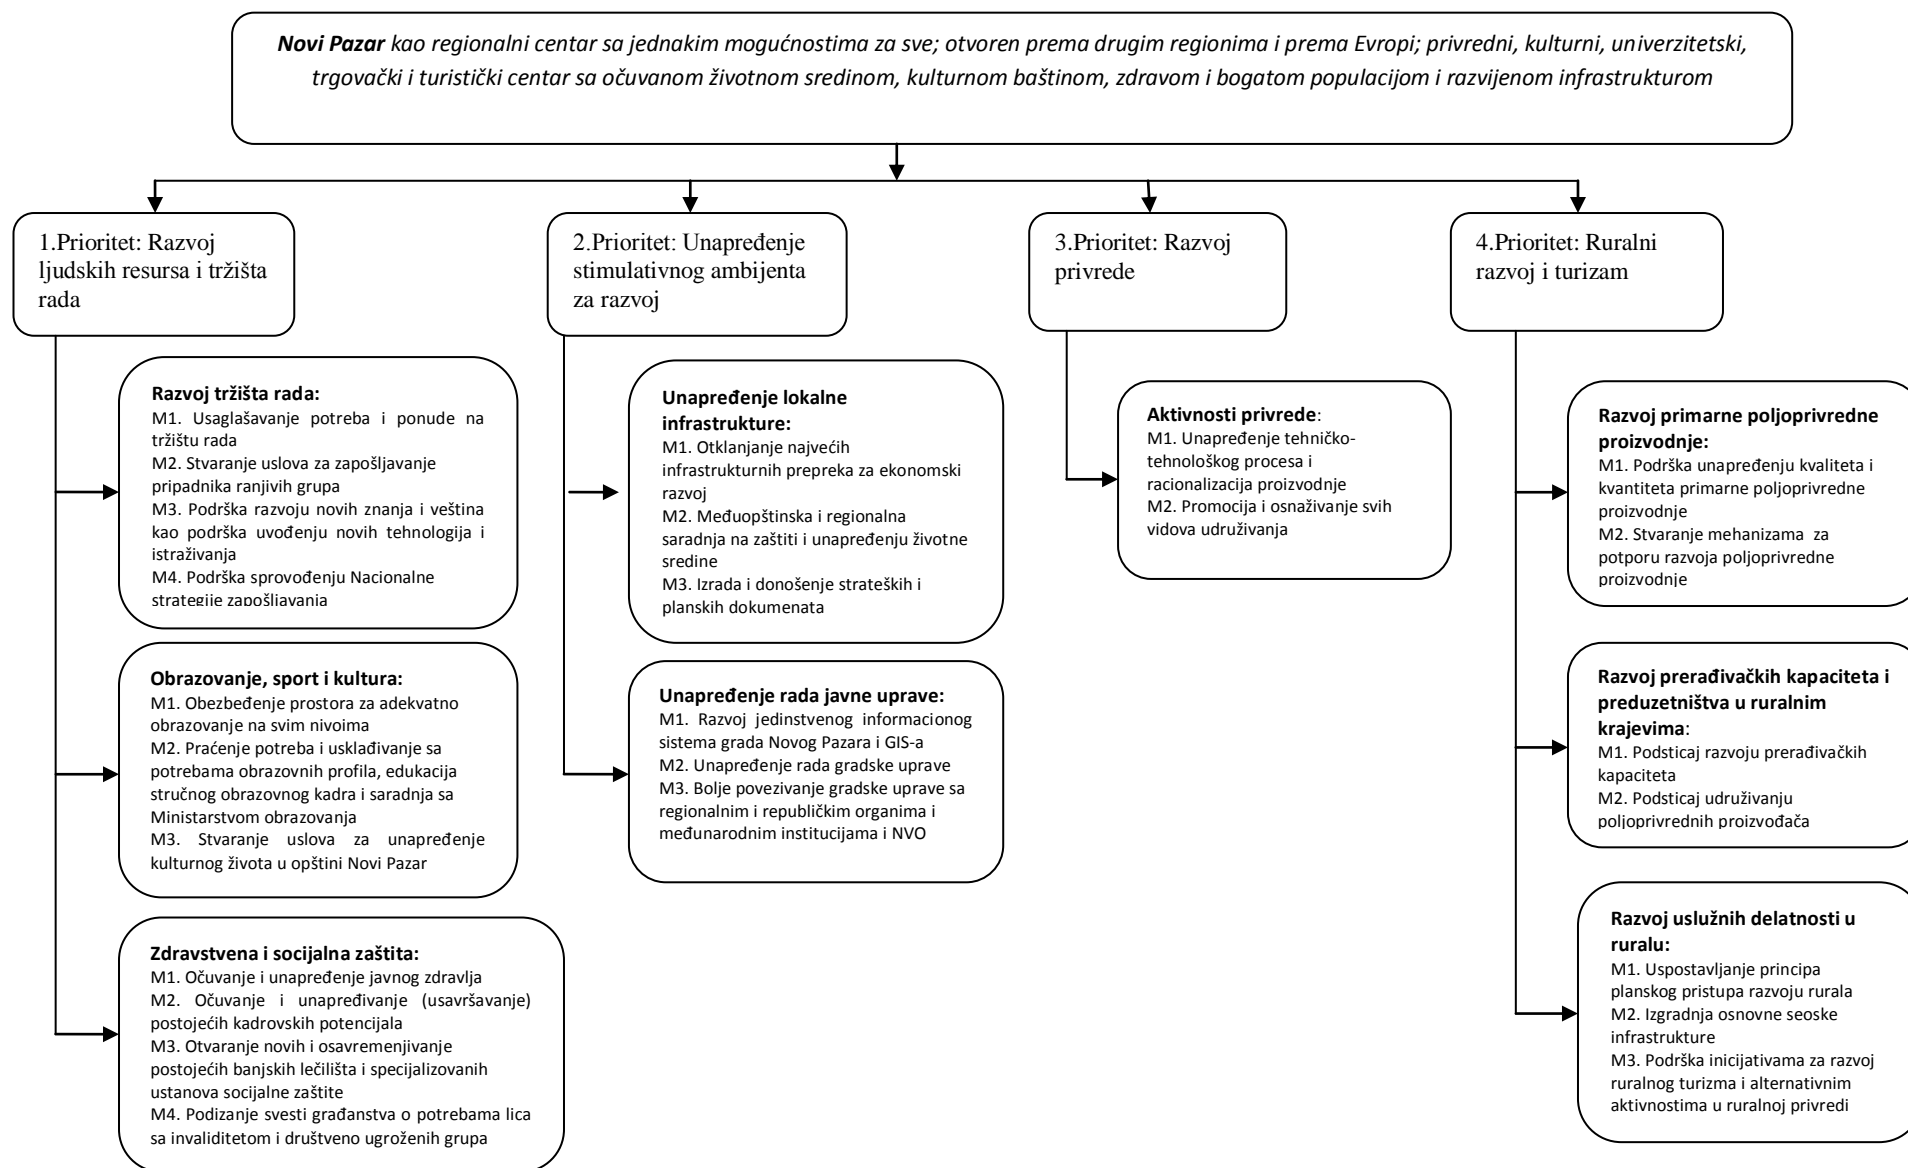 Novi Pazar kao regionalni centar sa jednakim mogućnostima za sve; otvoren prema drugim regionima i prema Evropi; privredni, kulturni, univerzitetski,
trgovački i turistički centar sa očuvanom životnom sredinom, kulturnom baštinom, zdravom i bogatom populacijom i razvijenom infrastrukturom
1.Prioritet: Razvoj
ljudskih resursa i tržišta
rada
Razvoj tržišta rada:
M1. Usaglašavanje potreba i ponude na
tržištu rada
M2. Stvaranje uslova za zapošljavanje
pripadnika ranjivih grupa
M3. Podrška razvoju novih znanja i veština
kao podrška uvođenju novih tehnologija i
istraživanja
M4. Podrška sprovođenju Nacionalne
strategije zapošljavanja
Obrazovanje, sport i kultura:
M1. Obezbeđenje prostora za adekvatno
obrazovanje na svim nivoima
M2. Praćenje potreba i usklađivanje sa
potrebama obrazovnih profila, edukacija
stručnog obrazovnog kadra i saradnja sa
Ministarstvom obrazovanja
M3. Stvaranje uslova za unapređenje
kulturnog života u opštini Novi Pazar
Zdravstvena i socijalna zaštita:
M1. Očuvanje i unapređenje javnog zdravlja
M2. Očuvanje i unapređivanje (usavršavanje)
postojećih kadrovskih potencijala
M3. Otvaranje novih i osavremenjivanje
postojećih banjskih lečilišta i specijalizovanih
ustanova socijalne zaštite
M4. Podizanje svesti građanstva o potrebama lica
sa invaliditetom i društveno ugroženih grupa
2.Prioritet: Unapređenje
stimulativnog ambijenta
za razvoj
Unapređenje lokalne
infrastrukture:
M1. Otklanjanje najvećih
infrastrukturnih prepreka za ekonomski
razvoj
M2. Međuopštinska i regionalna
saradnja na zaštiti i unapređenju životne
sredine
M3. Izrada i donošenje strateških i
planskih dokumenata
Unapređenje rada javne uprave:
M1. Razvoj jedinstvenog informacionog
sistema grada Novog Pazara i GIS-a
M2. Unapređenje rada gradske uprave
M3. Bolje povezivanje gradske uprave sa
regionalnim i republičkim organima i
međunarodnim institucijama i NVO
3.Prioritet: Razvoj
privrede
Aktivnosti privrede:
M1. Unapređenje tehničko-
tehnološkog procesa i
racionalizacija proizvodnje
M2. Promocija i osnaživanje svih
vidova udruživanja
4.Prioritet: Ruralni
razvoj i turizam
Razvoj primarne poljoprivredne
proizvodnje:
M1. Podrška unapređenju kvaliteta i
kvantiteta primarne poljoprivredne
proizvodnje
M2. Stvaranje mehanizama za
potporu razvoja poljoprivredne
proizvodnje
Razvoj prerađivačkih kapaciteta i
preduzetništva u ruralnim
krajevima:
M1. Podsticaj razvoju prerađivačkih
kapaciteta
M2. Podsticaj udruživanju
poljoprivrednih proizvođača
Razvoj uslužnih delatnosti u
ruralu:
M1. Uspostavljanje principa
planskog pristupa razvoju rurala
M2. Izgradnja osnovne seoske
infrastrukture
M3. Podrška inicijativama za razvoj
ruralnog turizma i alternativnim
aktivnostima u ruralnoj privredi